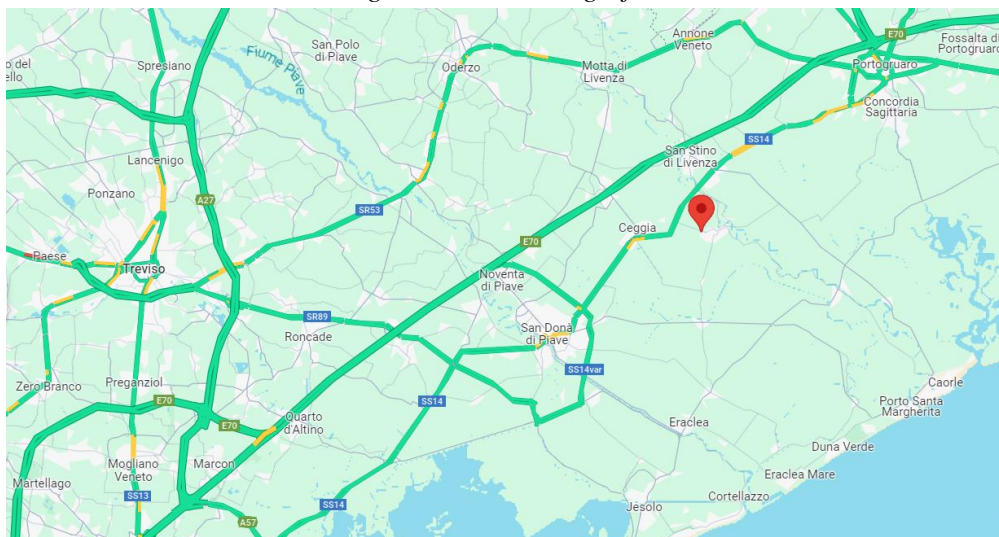 San Polo
di Piave
Annone
Veneto
E70
Fossalta di
Portogruaro
Spresiano
Fiume Piave
Oderzo
Motta di
Livenza
Portogruaro
Concordia
Sagittaria
SS14
Lancenigo
San Stino
di Livenza
Ponzano
A27
SR53
Ceggia
E70
Paese
Treviso
Noventa
di Piave
SR89
Roncade
San Donà
di Piave
SS14var
Zero Branco
Preganziol
E70
SS14
Caorle
Porto Santa
Margherita
E70
Quarto
d'Altino
Eraclea
Duna Verde
Mogliano
Veneto
Marcon
Martellago
SS13
Eraclea Mare
Cortellazzo
SS14
Jesolo
A57